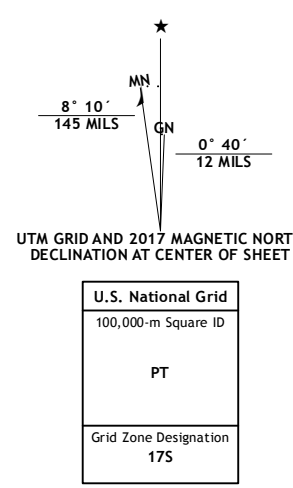 ★
MN
8° 10´
145 MILS
GN
0° 40´
12 MILS
UTM GRID AND 2017 MAGNETIC NORT
DECLINATION AT CENTER OF SHEET
U.S. National Grid
100,000-m Square ID
PT
Grid Zone Designation
17S